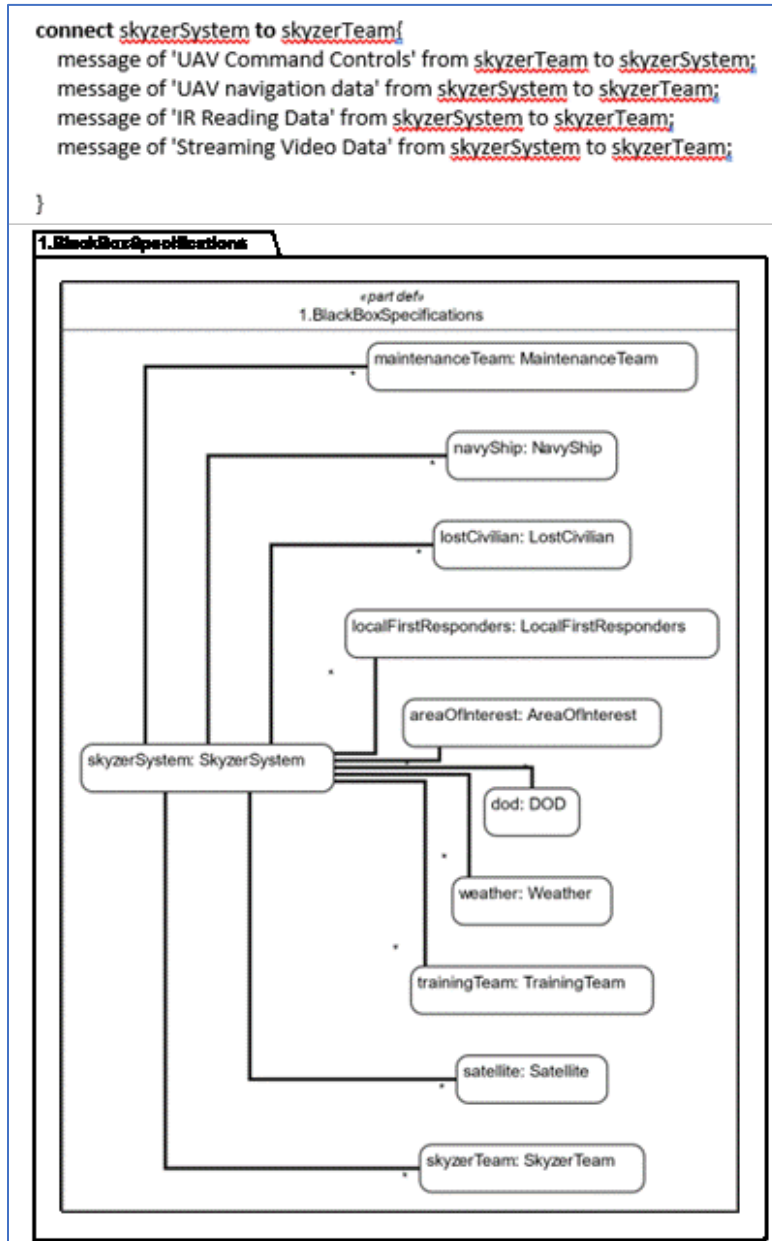 connect skyzerSystem to skyzerTeam{
message of 'UAV Command Controls' from skyzerTeam to skyzerSystem;
message of 'UAV navigation data' from skyzerSystem to skyzerTeam;
message of 'IR Reading Data' from skyzerSystem to skyzerTeam;
message of 'Streaming Video Data' from skyzerSystem to skyzerTeam;
}
1.BlackBoxSpecifications
«part def»
1.BlackBoxSpecifications
maintenanceTeam: MaintenanceTeam
*
navyShip: NavyShip
*
lostCivilian: LostCivilian
*
localFirstResponders: LocalFirstResponders
*
areaOfInterest: AreaOfInterest
skyzerSystem: SkyzerSystem
*
*
dod: DOD
*
weather: Weather
*
trainingTeam: TrainingTeam
satellite: Satellite
*
skyzerTeam: SkyzerTeam
*